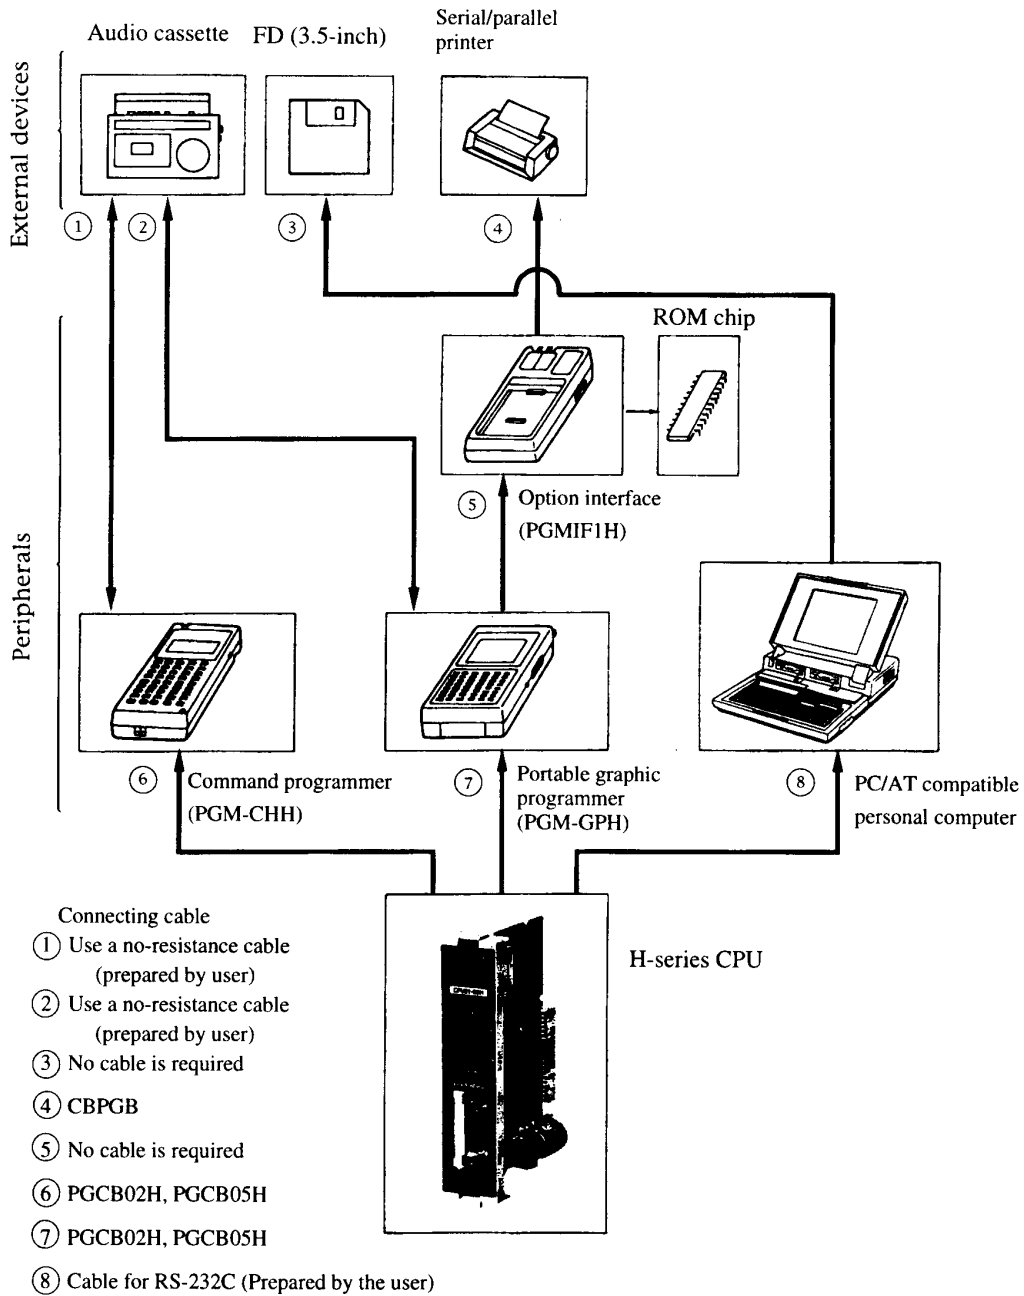 Audio cassette
FD (3.5-inch)
Serial/parallel
printer
External devices
1
2
3
4
ROM chip
5
Option interface
(PGMIF1H)
Peripherals
6
Command programmer
(PGM-CHH)
7
Portable graphic
programmer
(PGM-GPH)
8
PC/AT compatible
personal computer
H-series CPU
Connecting cable
1 Use a no-resistance cable
(prepared by user)
2 Use a no-resistance cable
(prepared by user)
3 No cable is required
4 CBPGB
5 No cable is required
6 PGCB02H, PGCB05H
7 PGCB02H, PGCB05H
8 Cable for RS-232C (Prepared by the user)